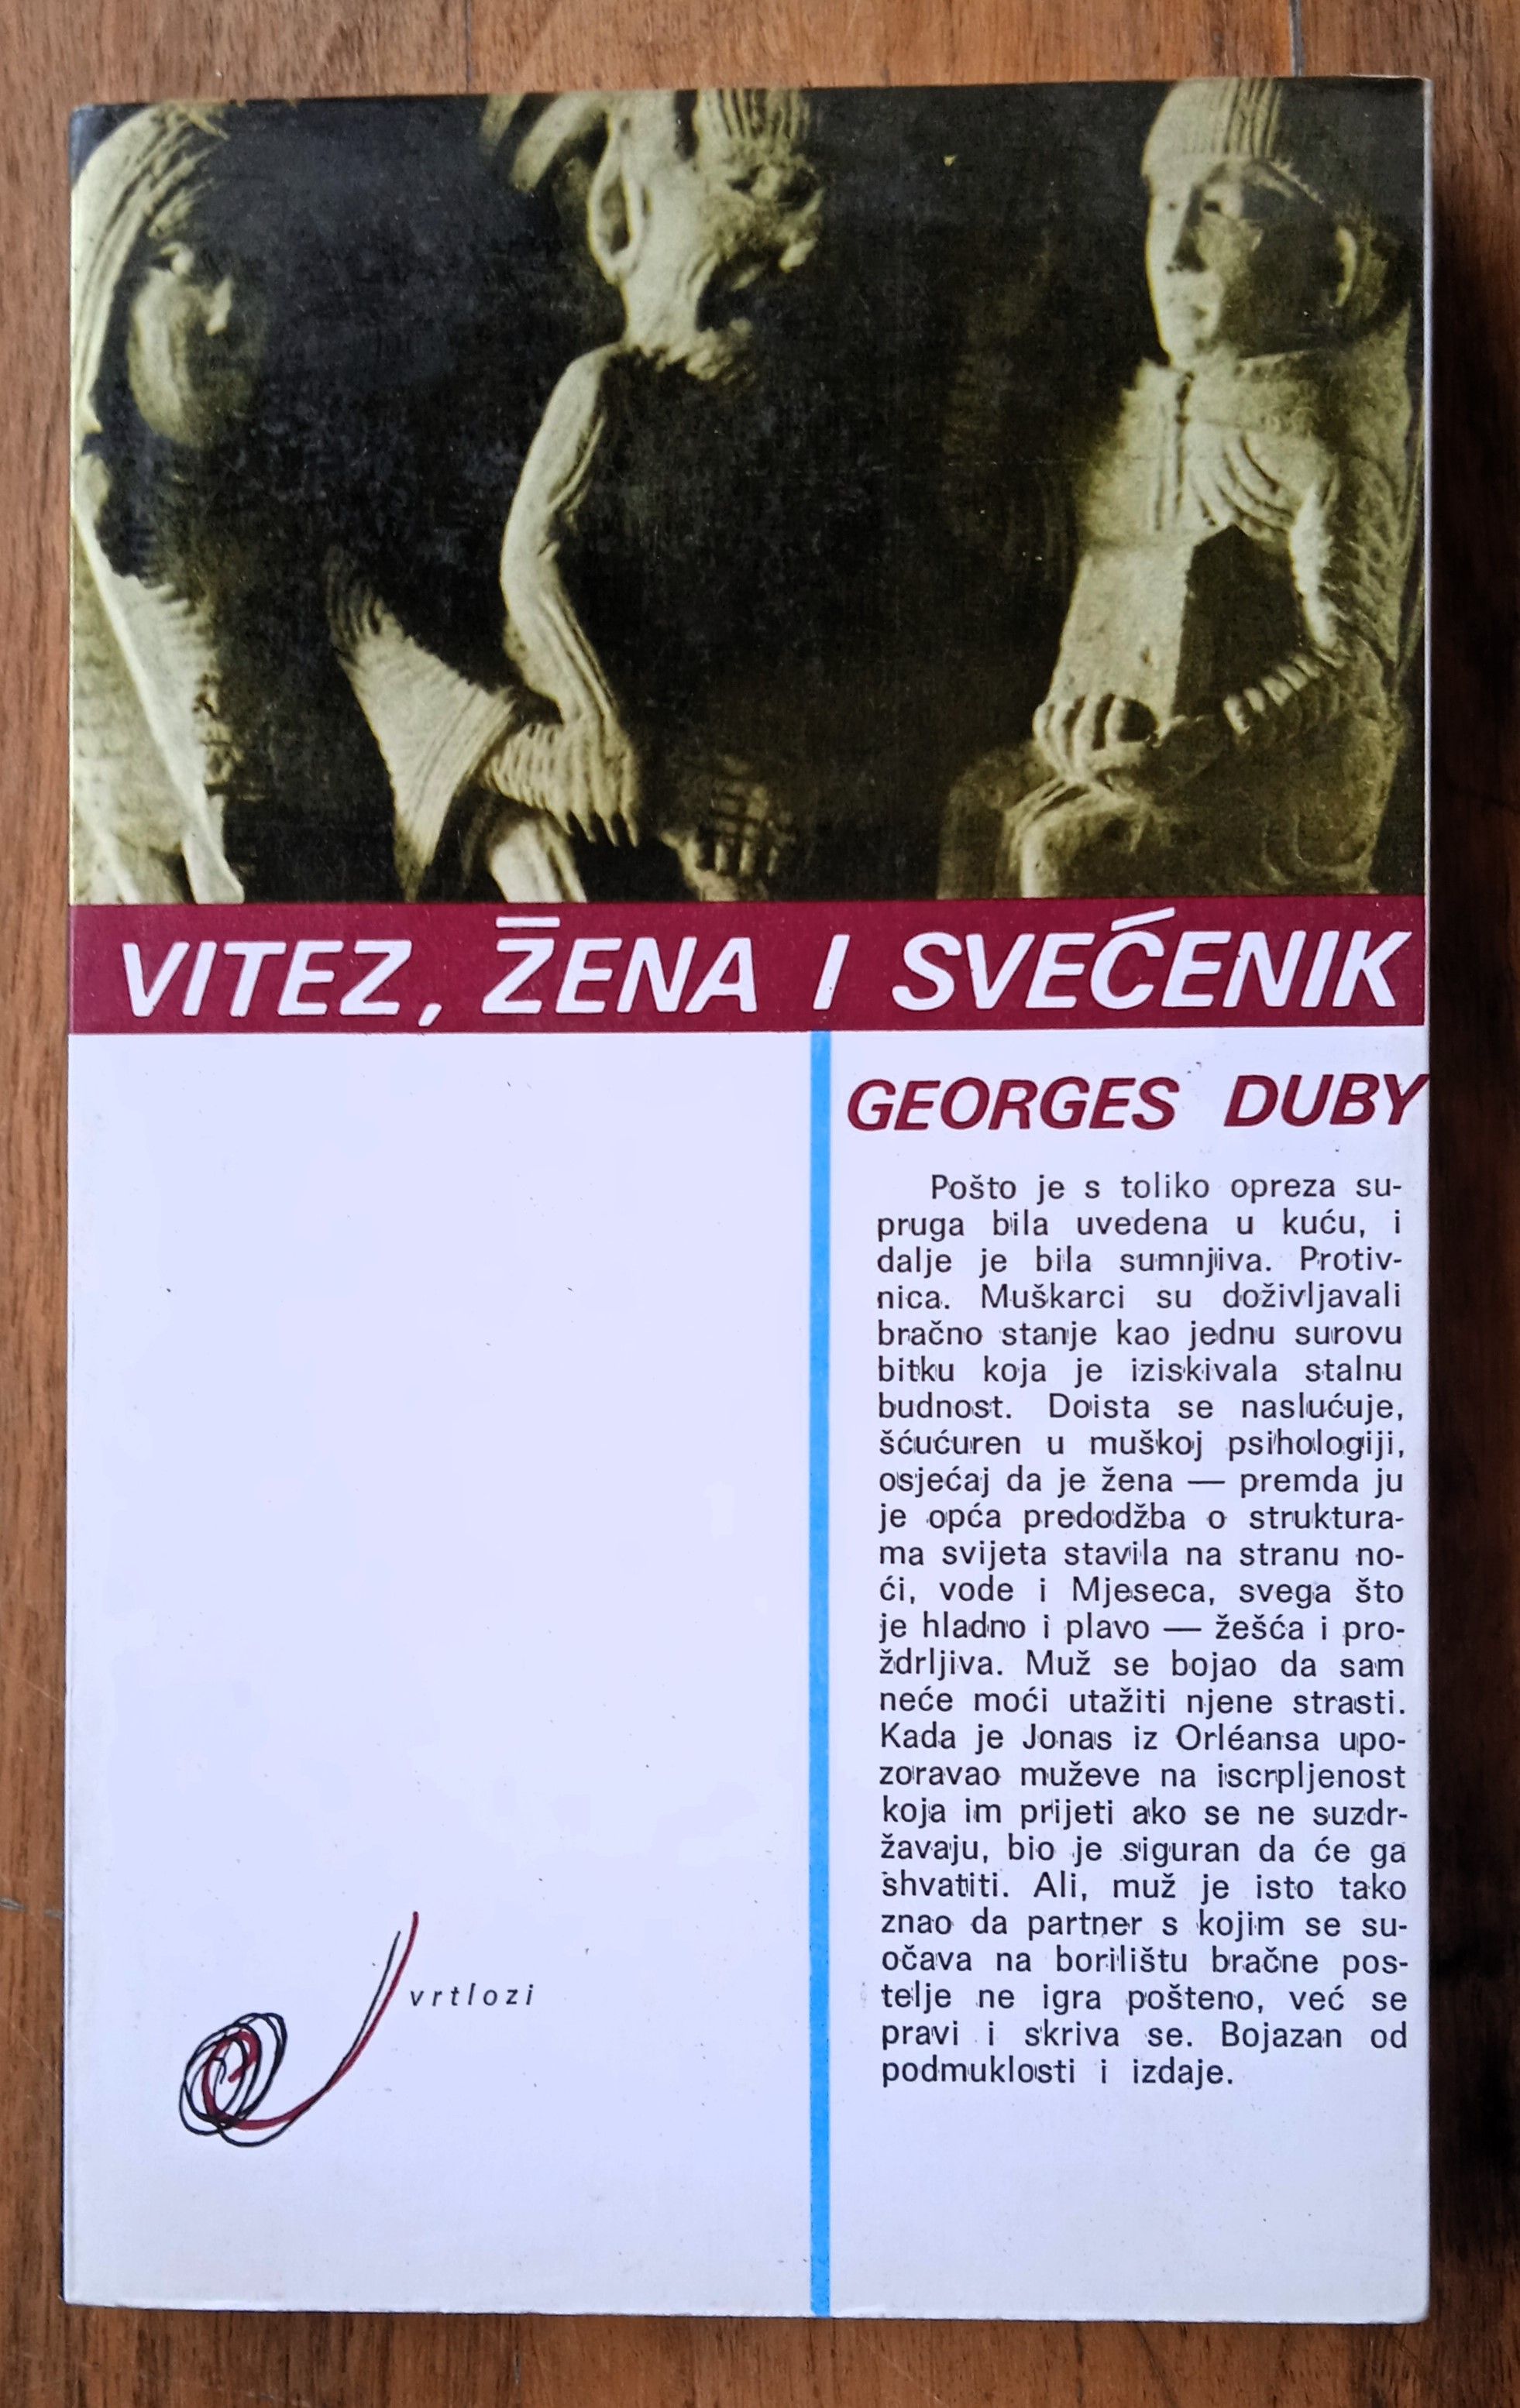 VITEZ, ŽENA I SVEĆENIK
GEORGES DUBY
Pošto je s toliko opreza su-
pruga bila uvedena u kuću, i
dalje je bila sumnjiva. Protiv-
nica. Muškarci su doživljavali
bračno stanje kao jednu surovu
bitku koja je iziskivala stalnu
budnost. Doista se naslućuje,
šćućuren u muškoj psihologiji,
osjećaj da je žena — premda ju
je opća predodžba o struktura-
ma svijeta stavila na stranu no-
ći, vode i Mjeseca, svega što
je hladno i plavo — žešća i pro-
ždrljiva. Muž se bojao da sam
neće moći utažiti njene strasti.
Kada je Jonas iz Orléansa upo-
zoravao muževe na iscrpljenost
koja im prijeti ako se ne suzdr-
žavaju, bio je siguran da će ga
shvatiti. Ali, muž je isto tako
znao da partner s kojim se su-
očava na borilištu bračne pos-
telje ne igra pošteno, već se
pravi i skriva se. Bojazan od
podmuklosti i izdaje.
vrtlozi